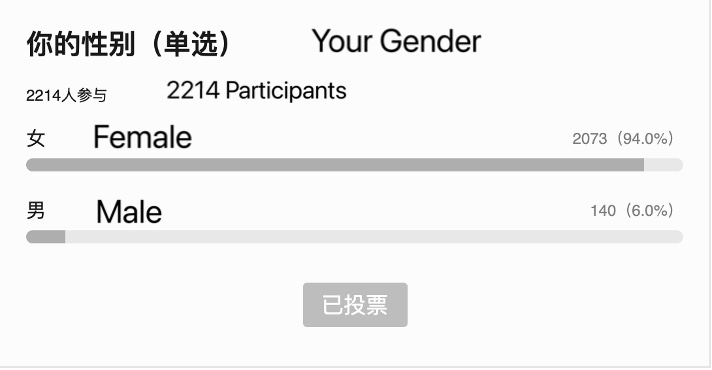 你的性别（单选） Your Gender
2214人参与 2214 Participants
女 Female 2073（94.0%）
男 Male 140（6.0%）
已投票